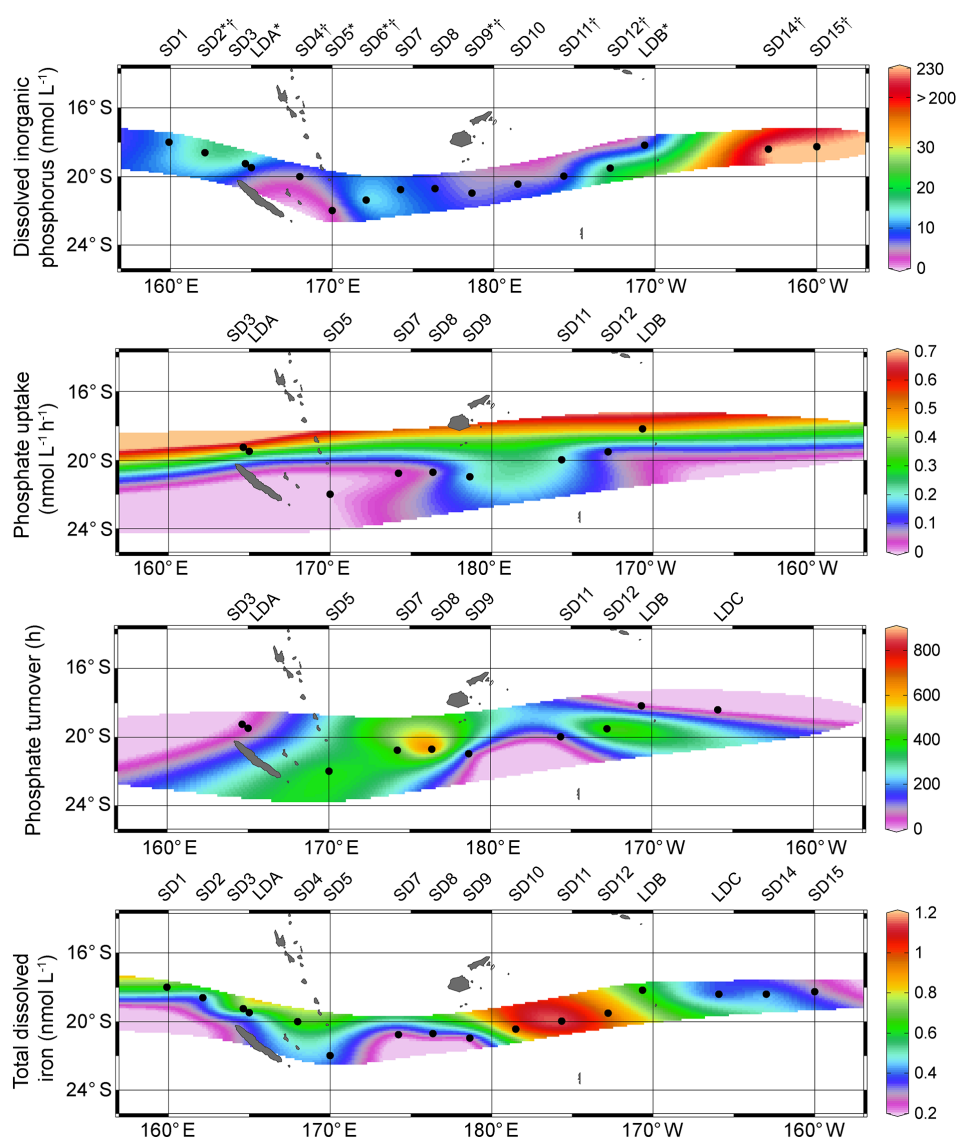 SD1 SD2*† SD3 LDA* SD4† SD5* SD6*† SD7 SD8 SD9*† SD10 SD11† SD12† LDB* SD14† SD15†
Dissolved inorganic
phosphorus (nmol L-1)
16° S
20° S
24° S
160° E 170° E 180° W 170° W 160° W
230
>200
30
20
10
0
SD3 LDA SD5 SD7 SD8 SD9 SD11 SD12 LDB
Phosphate uptake
(nmol L-1 h-1)
16° S
20° S
24° S
160° E 170° E 180° W 170° W 160° W
0.7
0.6
0.5
0.4
0.3
0.2
0.1
0
SD3 LDA SD5 SD7 SD8 SD9 SD11 SD12 LDB LDC
Phosphate turnover (h)
16° S
20° S
24° S
160° E 170° E 180° W 170° W 160° W
800
600
400
200
0
SD1 SD2 SD3 LDA SD4 SD5 SD7 SD8 SD9 SD10 SD11 SD12 LDB LDC SD14 SD15
Total dissolved
iron (nmol L-1)
16° S
20° S
24° S
160° E 170° E 180° W 170° W 160° W
1.2
1
0.8
0.6
0.4
0.2